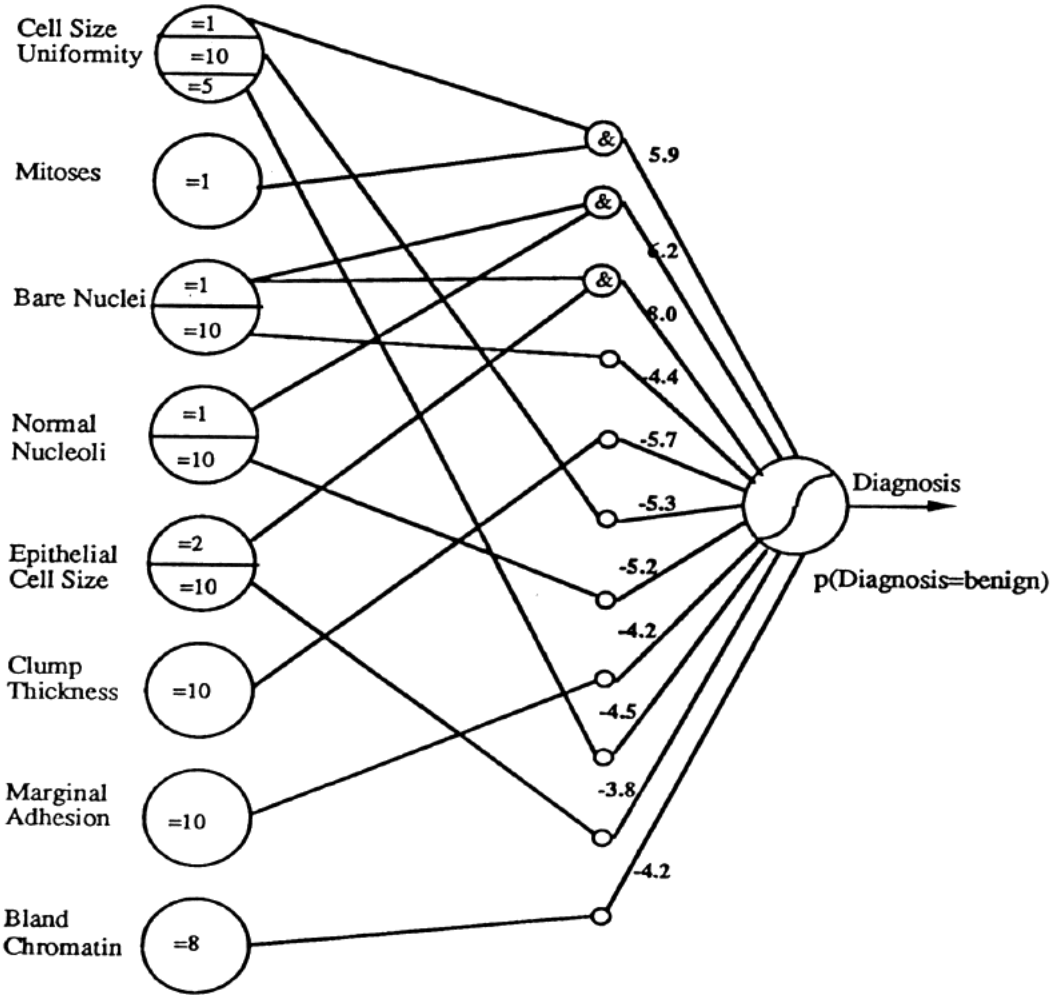 Cell Size
Uniformity
=1
=10
=5
Mitoses
=1
Bare Nuclei
=1
=10
Normal
Nucleoli
=1
=10
Epithelial
Cell Size
=2
=10
Clump
Thickness
=10
Marginal
Adhesion
=10
Bland
Chromatin
=8
&
&
&
5.9
6.2
8.0
-4.4
-5.7
-5.3
-5.2
-4.2
-4.5
-3.8
-4.2
Diagnosis
p(Diagnosis=benign)